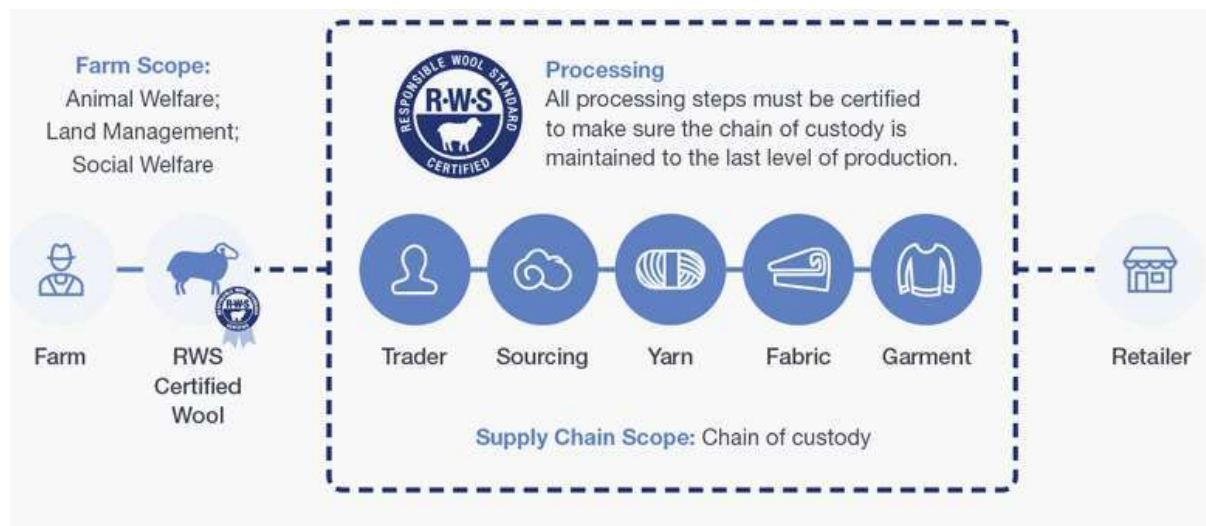 Farm Scope:
Animal Welfare;
Land Management;
Social Welfare
RESPONSIBLE WOOL STANDARD
R·W·S
CERTIFIED
Processing
All processing steps must be certified
to make sure the chain of custody is
maintained to the last level of production.
R·W·S
Farm
RWS
Certified
Wool
Trader
Sourcing
Yarn
Fabric
Garment
Retailer
Supply Chain Scope: Chain of custody